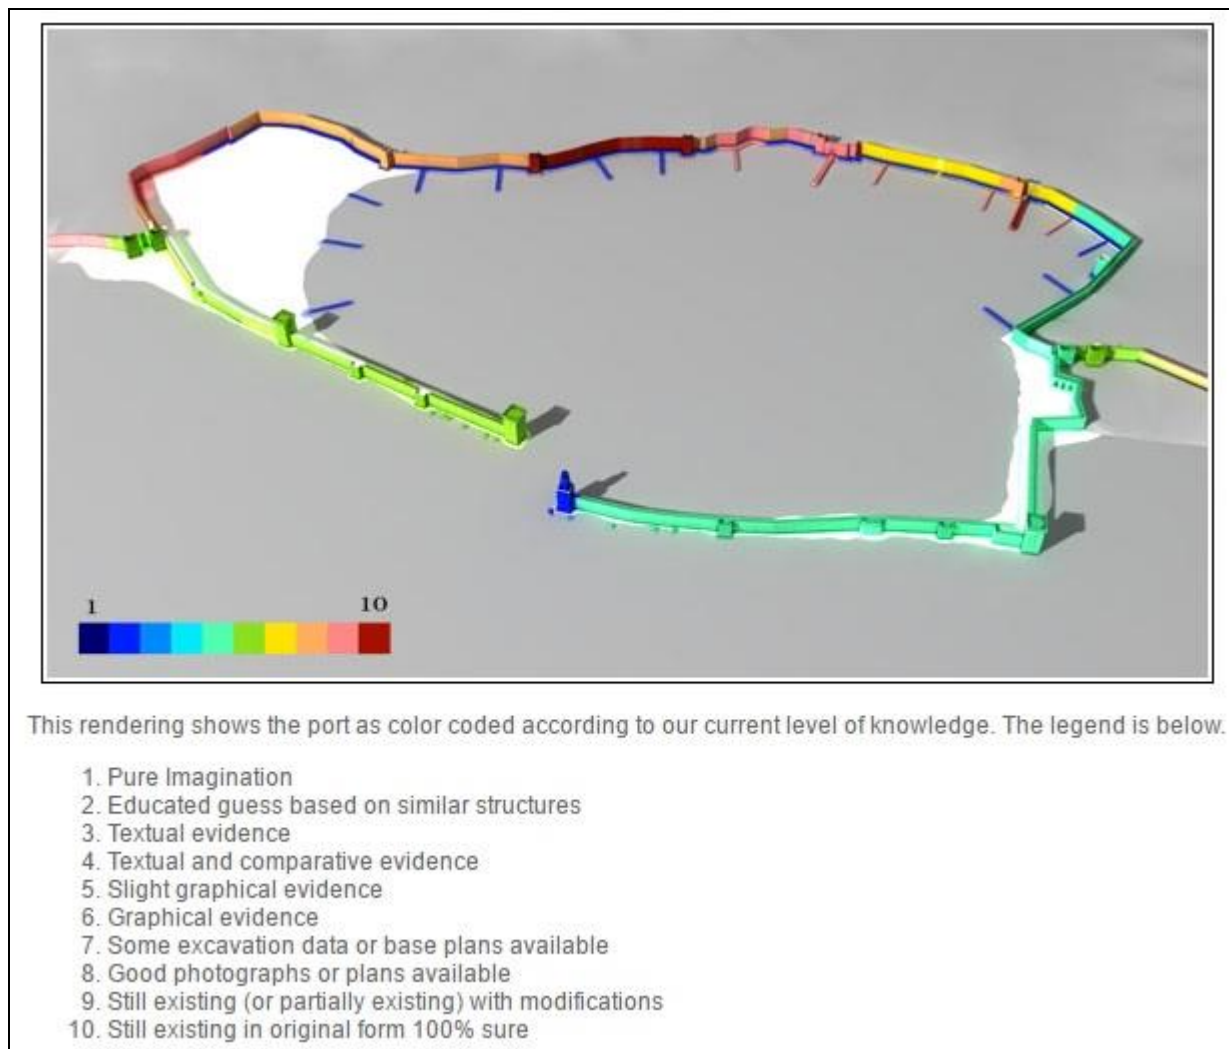 1 10
This rendering shows the port as color coded according to our current level of knowledge. The legend is below.
1. Pure Imagination
2. Educated guess based on similar structures
3. Textual evidence
4. Textual and comparative evidence
5. Slight graphical evidence
6. Graphical evidence
7. Some excavation data or base plans available
8. Good photographs or plans available
9. Still existing (or partially existing) with modifications
10. Still existing in original form 100% sure